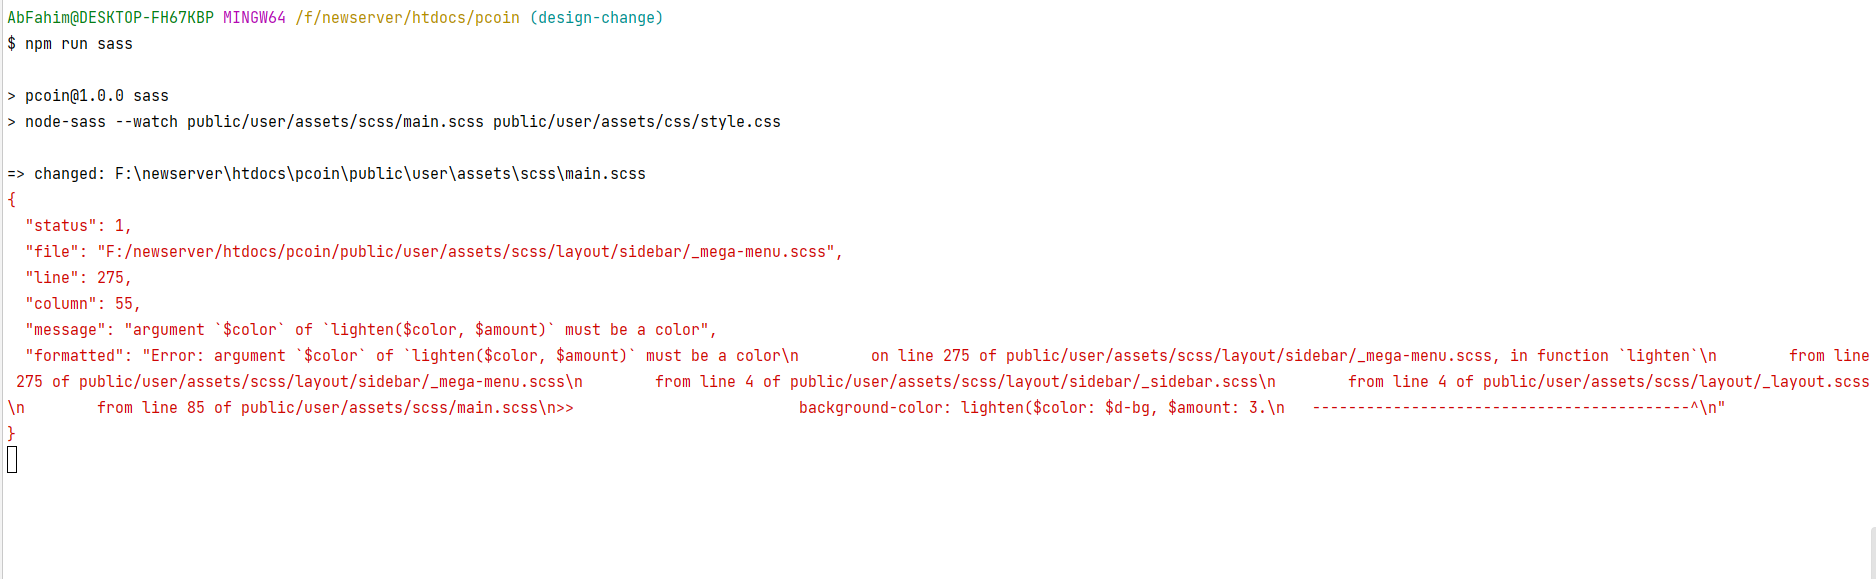 AbFahim@DESKTOP-FH67KBP MINGW64 /f/newserver/htdocs/pcoin (design-change)
$ npm run sass
> pcoin@1.0.0 sass
> node-sass --watch public/user/assets/scss/main.scss public/user/assets/css/style.css
=> changed: F:\newserver\htdocs\pcoin\public\user\assets\scss\main.scss
{
  "status": 1,
  "file": "F:/newserver/htdocs/pcoin/public/user/assets/scss/layout/sidebar/_mega-menu.scss",
  "line": 275,
  "column": 55,
  "message": "argument `$color` of `lighten($color, $amount)` must be a color",
  "formatted": "Error: argument `$color` of `lighten($color, $amount)` must be a color\n        on line 275 of public/user/assets/scss/layout/sidebar/_mega-menu.scss, in function `lighten`\n        from line
 275 of public/user/assets/scss/layout/sidebar/_mega-menu.scss\n        from line 4 of public/user/assets/scss/layout/sidebar/_sidebar.scss\n        from line 4 of public/user/assets/scss/layout/_layout.scss
\n        from line 85 of public/user/assets/scss/main.scss\n>>                         background-color: lighten($color: $d-bg, $amount: 3.\n   ------------------------------------------^\n"
}